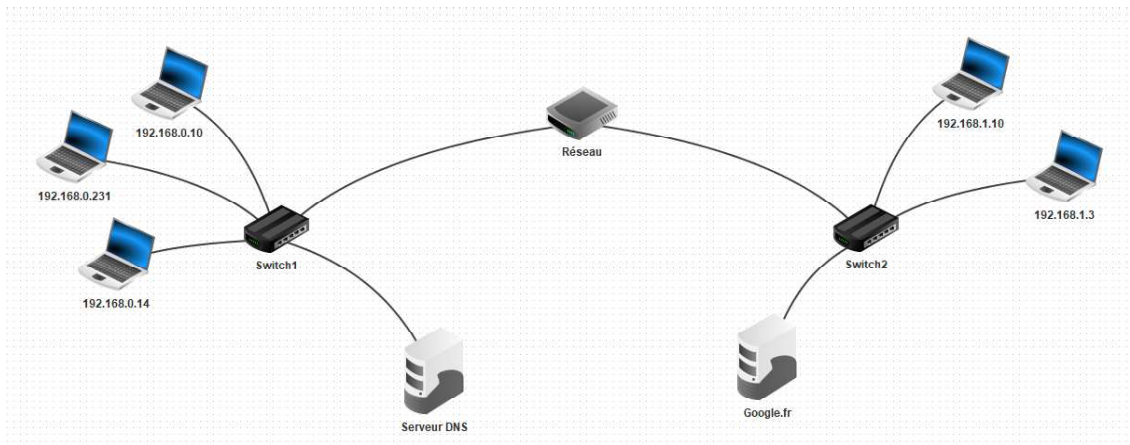 192.168.0.10
192.168.0.231
192.168.0.14
Switch1
Serveur DNS
Réseau
192.168.1.10
192.168.1.3
Switch2
Google.fr